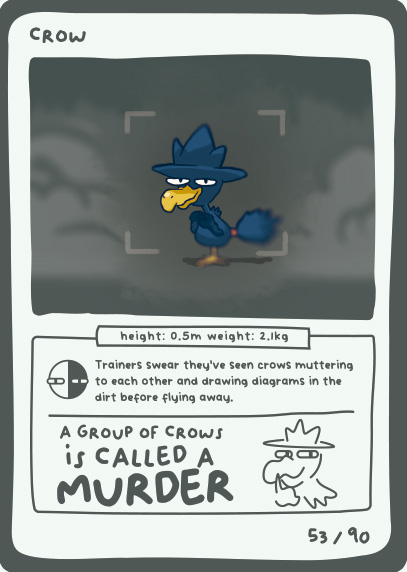 CROW
height: 0.5m weight: 2.1kg
Trainers swear they've seen crows muttering
to each other and drawing diagrams in the
dirt before flying away.
A GROUP OF CROWS
iS CALLED A
MURDER
53 / 90